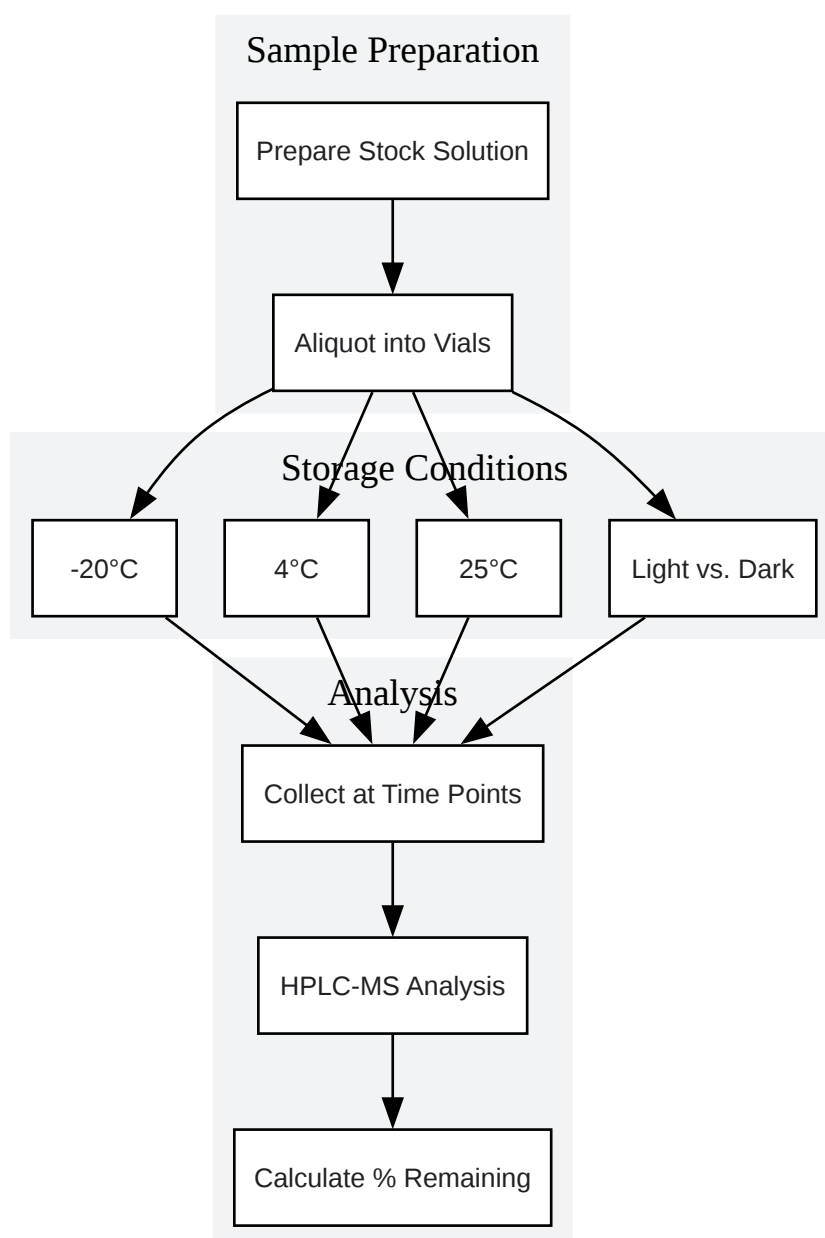 Sample Preparation
Prepare Stock Solution
Aliquot into Vials
Storage Conditions
-20°C
4°C
25°C
Light vs. Dark
Analysis
Collect at Time Points
HPLC-MS Analysis
Calculate % Remaining